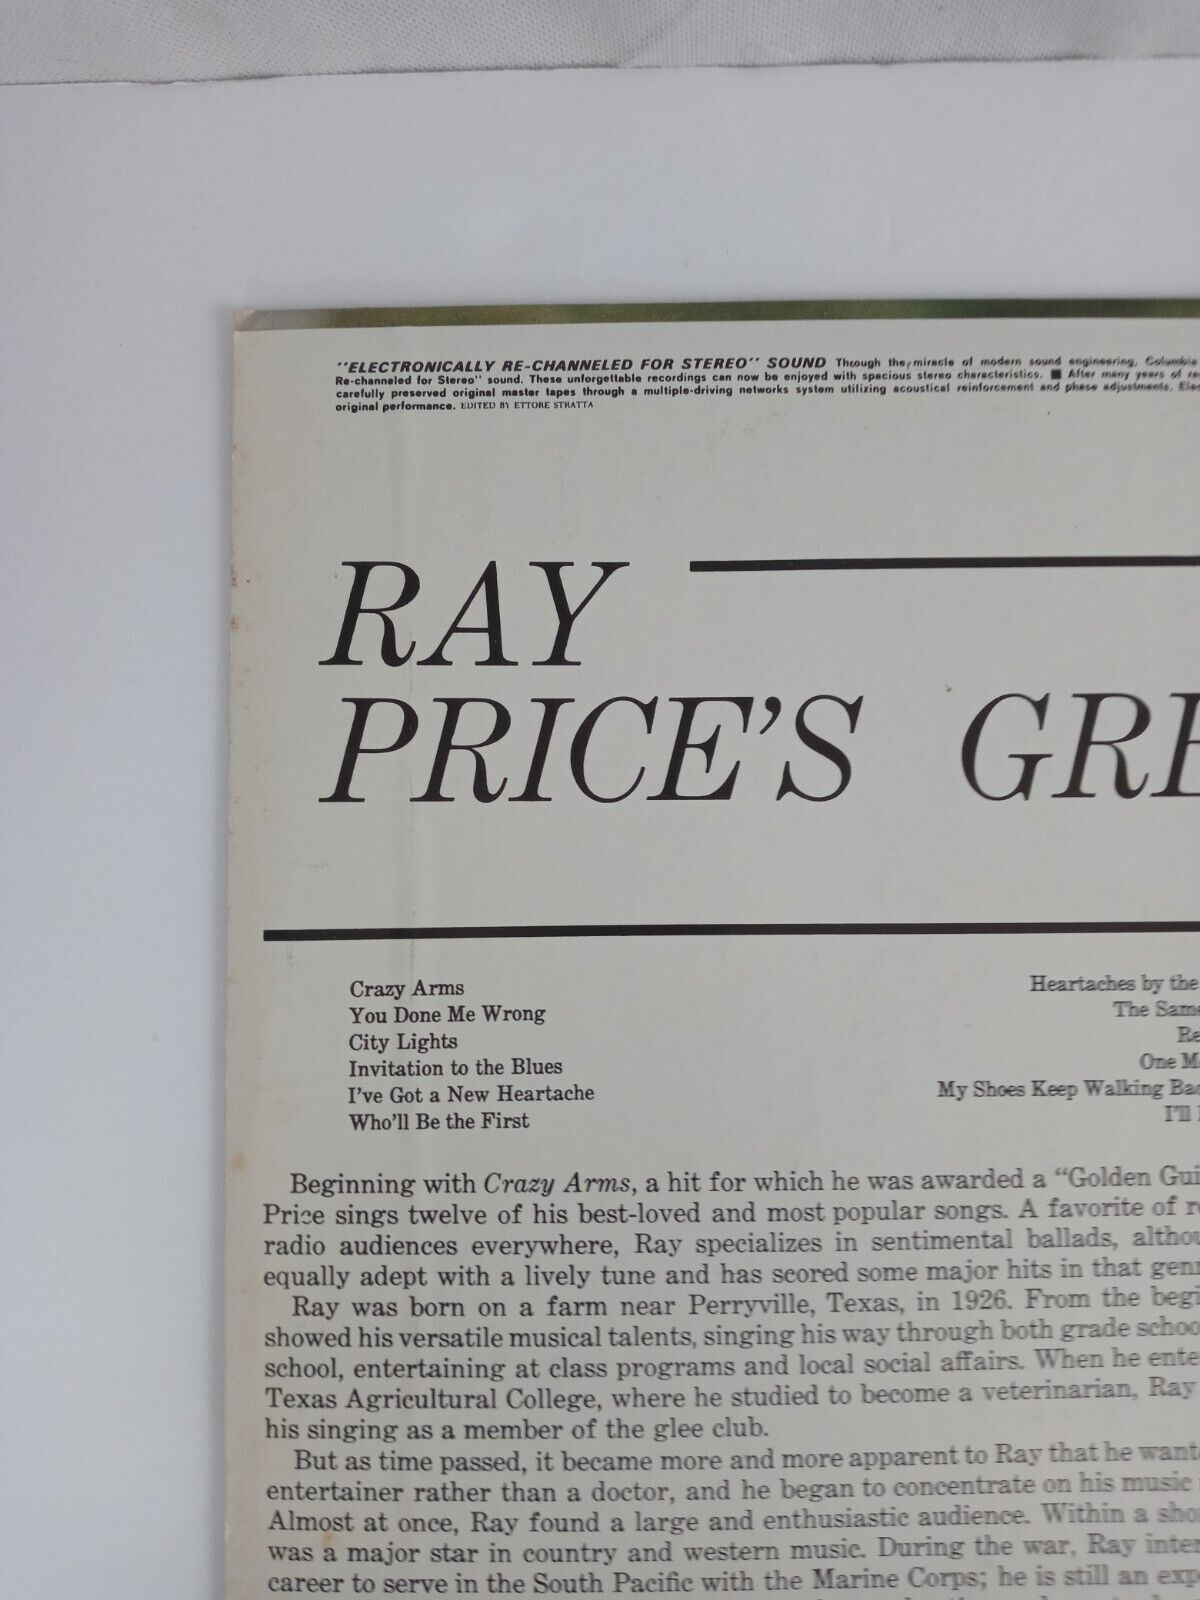 "ELECTRONICALLY RE-CHANNELED FOR STEREO" SOUND Through the miracle of modern sound engineering, Columbia
Re-channeled for Stereo" sound. These unforgettable recordings can now be enjoyed with spacious stereo characteristics. ■ After many years of
carefully preserved original master tapes through a multiple-driving networks system utilizing acoustical reinforcement and phase adjustments,
original performance. EDITED BY ETTORE STRATTA
RAY
PRICE'S GRE
Crazy Arms
You Done Me Wrong
City Lights
Invitation to the Blues
I've Got a New Heartache
Who'll Be the First
Heartaches by the
The Same
Re
One M
My Shoes Keep Walking Bac
I'll
Beginning with Crazy Arms, a hit for which he was awarded a "Golden Gui
Price sings twelve of his best-loved and most popular songs. A favorite of r
radio audiences everywhere, Ray specializes in sentimental ballads, althou
equally adept with a lively tune and has scored some major hits in that genr
Ray was born on a farm near Perryville, Texas, in 1926. From the begi
showed his versatile musical talents, singing his way through both grade schoo
school, entertaining at class programs and local social affairs. When he ente
Texas Agricultural College, where he studied to become a veterinarian, Ray
his singing as a member of the glee club.
But as time passed, it became more and more apparent to Ray that he want
entertainer rather than a doctor, and he began to concentrate on his music
Almost at once, Ray found a large and enthusiastic audience. Within a sho
was a major star in country and western music. During the war, Ray inter
career to serve in the South Pacific with the Marine Corps; he is still an exp